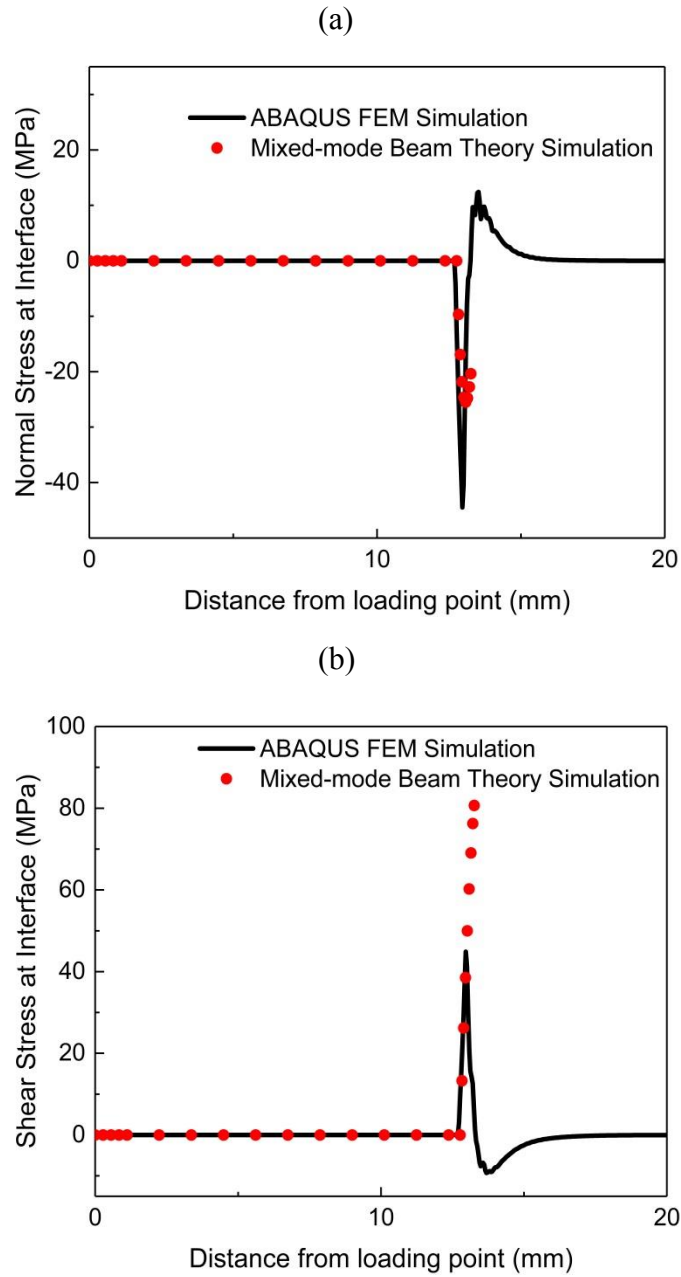 (a)
Normal Stress at Interface (MPa)
20
0
-20
-40
ABAQUS FEM Simulation
Mixed-mode Beam Theory Simulation
0
10
20
Distance from loading point (mm)
(b)
Shear Stress at Interface (MPa)
100
80
60
40
20
0
ABAQUS FEM Simulation
Mixed-mode Beam Theory Simulation
0
10
20
Distance from loading point (mm)